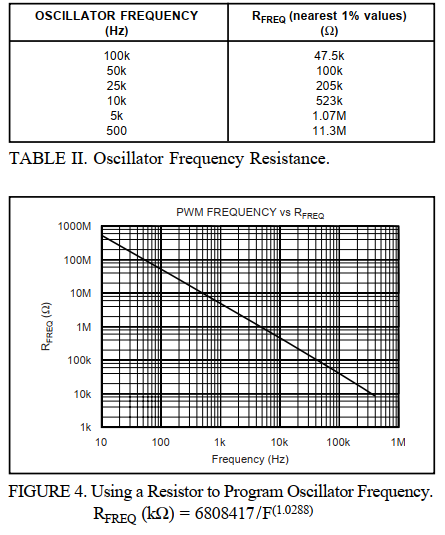 OSCILLATOR FREQUENCY RFREQ (nearest 1% values)
(Hz) (Ω)
100k 47.5k
50k 100k
25k 205k
10k 523k
5k 1.07M
500 11.3M
TABLE II. Oscillator Frequency Resistance.
PWM FREQUENCY vs RFREQ
1000M
100M
10M
1M
100k
10k
1k
RFREQ (Ω)
10 100 1k 10k 100k 1M
Frequency (Hz)
FIGURE 4. Using a Resistor to Program Oscillator Frequency.
RFREQ (kΩ) = 6808417/F(1.0288)